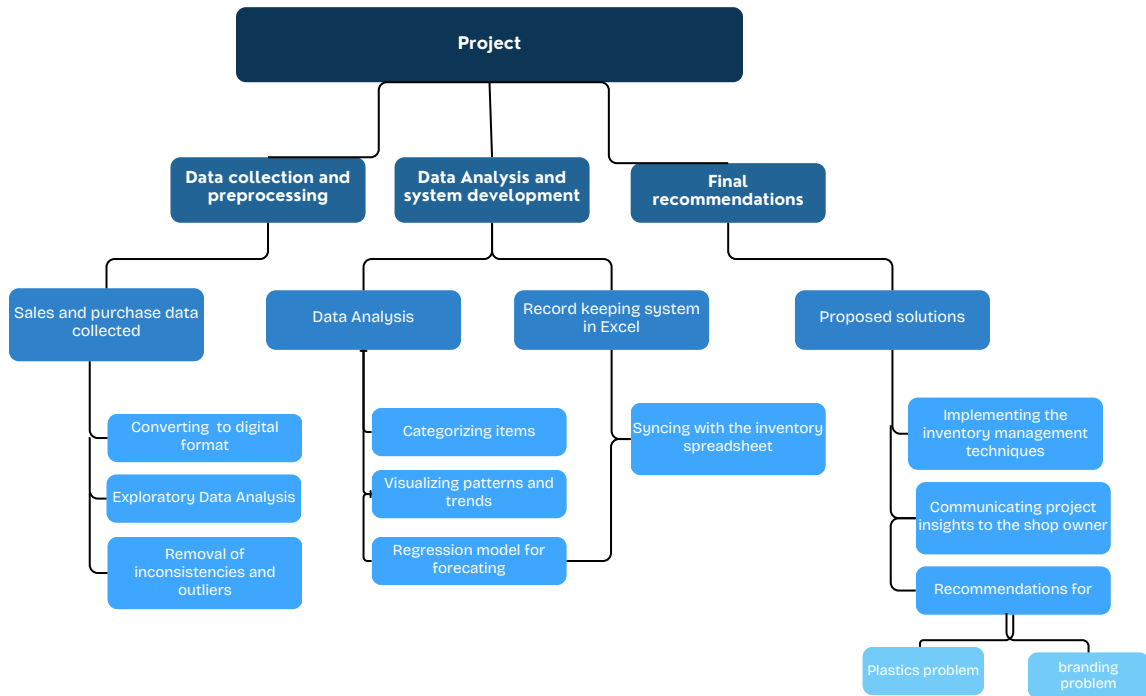 Project
Data collection and
preprocessing
Data Analysis and
system development
Final
recommendations
Sales and purchase data
collected
Data Analysis
Record keeping system
in Excel
Proposed solutions
Converting to digital
format
Exploratory Data Analysis
Removal of
inconsistencies and
outliers
Categorizing items
Visualizing patterns and
trends
Regression model for
forecating
Syncing with the inventory
spreadsheet
Implementing the
inventory management
techniques
Communicating project
insights to the shop owner
Recommendations for
Plastics problem
branding
problem